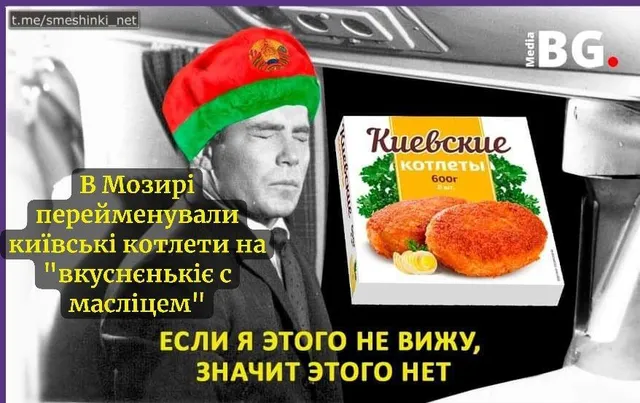 t.me/smeshinki_net
Media
BG.
Киевские
КОТЛЕТЫ
600г
В Мозирі
перейменували
київські котлети на
"вкуснєнькіє с
масліцем"
ЕСЛИ Я ЭТОГО НЕ ВИЖУ,
ЗНАЧИТ ЭТОГО НЕТ